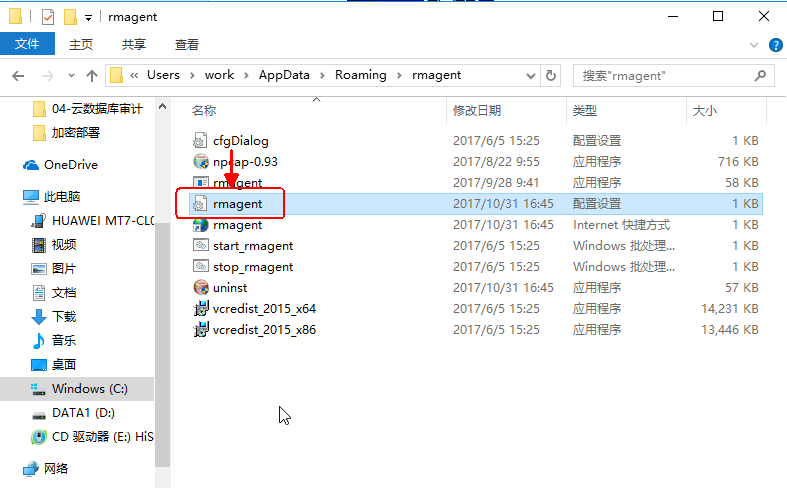 rmagent
文件 主页 共享 查看
« Users › work › AppData › Roaming › rmagent 搜索"rmagent"
名称 修改日期 类型 大小
04-云数据库审计
加密部署
OneDrive
此电脑
HUAWEI MT7-CL0
视频
图片
文档
下载
音乐
桌面
Windows (C:)
DATA1 (D:)
CD 驱动器 (E:) HiS
网络
cfgDialog 2017/6/5 15:25 配置设置 1 KB
npcap-0.93 2017/8/22 9:55 应用程序 716 KB
rmagent 2017/9/28 9:41 应用程序 58 KB
rmagent 2017/10/31 16:45 配置设置 1 KB
rmagent 2017/10/31 16:45 Internet 快捷方式 1 KB
start_rmagent 2017/6/5 15:25 Windows 批处理... 1 KB
stop_rmagent 2017/6/5 15:25 Windows 批处理... 1 KB
uninst 2017/10/31 16:45 应用程序 57 KB
vcredist_2015_x64 2017/6/5 15:25 应用程序 14,231 KB
vcredist_2015_x86 2017/6/5 15:25 应用程序 13,446 KB